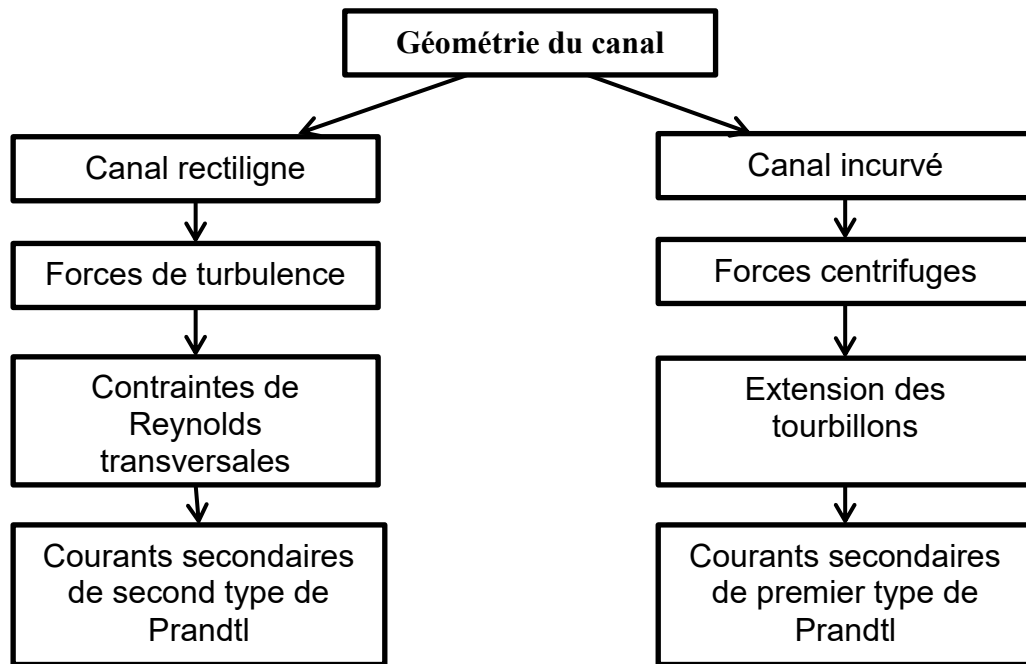 Géométrie du canal
Canal rectiligne
Canal incurvé
Forces de turbulence
Forces centrifuges
Contraintes de
Reynolds
transversales
Extension des
tourbillons
Courants secondaires
de second type de
Prandtl
Courants secondaires
de premier type de
Prandtl